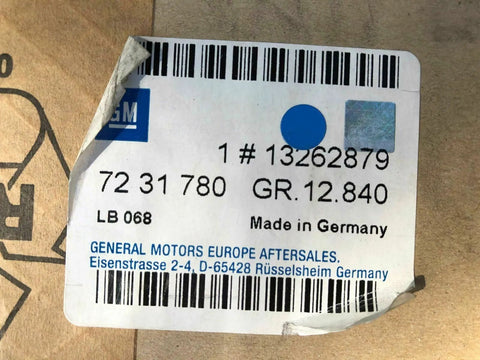 GM
1 # 13262879
72 31 780 GR.12.840
LB 068 Made in Germany
GENERAL MOTORS EUROPE AFTERSALES.
Eisenstrasse 2-4, D-65428 Rüsselsheim Germany